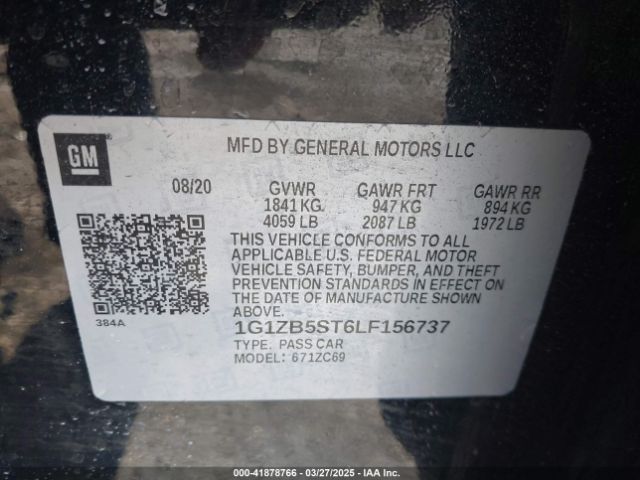 GM
MFD BY GENERAL MOTORS LLC
08/20 GVWR GAWR FRT GAWR RR
1841 KG 947 KG 894 KG
4059 LB 2087 LB 1972 LB
THIS VEHICLE CONFORMS TO ALL
APPLICABLE U.S. FEDERAL MOTOR
VEHICLE SAFETY, BUMPER, AND THEFT
PREVENTION STANDARDS IN EFFECT ON
THE DATE OF MANUFACTURE SHOWN
ABOVE.
384A
1G1ZB5ST6LF156737
TYPE: PASS CAR
MODEL: 671ZC69
000-41878766 — 03/27/2025 — IAA Inc.